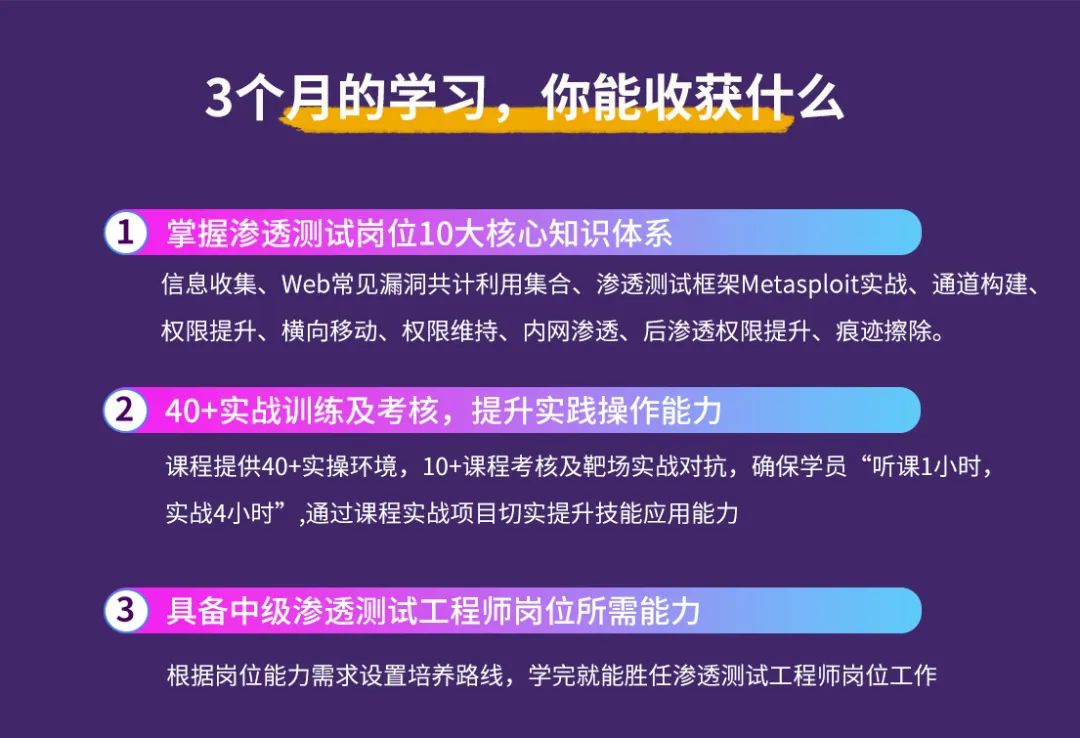 3个月的学习，你能收获什么
1 掌握渗透测试岗位10大核心知识体系
信息收集、Web常见漏洞共计利用集合、渗透测试框架Metasploit实战、通道构建、
权限提升、横向移动、权限维持、内网渗透、后渗透权限提升、痕迹擦除。
2 40+实战训练及考核，提升实践操作能力
课程提供40+实操环境，10+课程考核及靶场实战对抗，确保学员“听课1小时，
实战4小时”,通过课程实战项目切实提升技能应用能力
3 具备中级渗透测试工程师岗位所需能力
根据岗位能力需求设置培养路线，学完就能胜任渗透测试工程师岗位工作